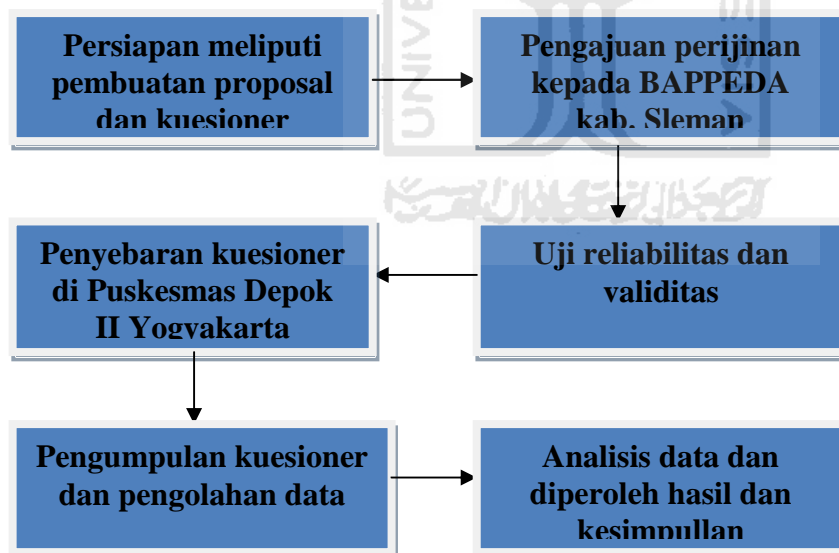 Persiapan meliputi
pembuatan proposal
dan kuesioner
Pengajuan perijinan
kepada BAPPEDA
kab. Sleman
Uji reliabilitas dan
validitas
Penyebaran kuesioner
di Puskesmas Depok
II Yogyakarta
Pengumpulan kuesioner
dan pengolahan data
Analisis data dan
diperoleh hasil dan
kesimpullan